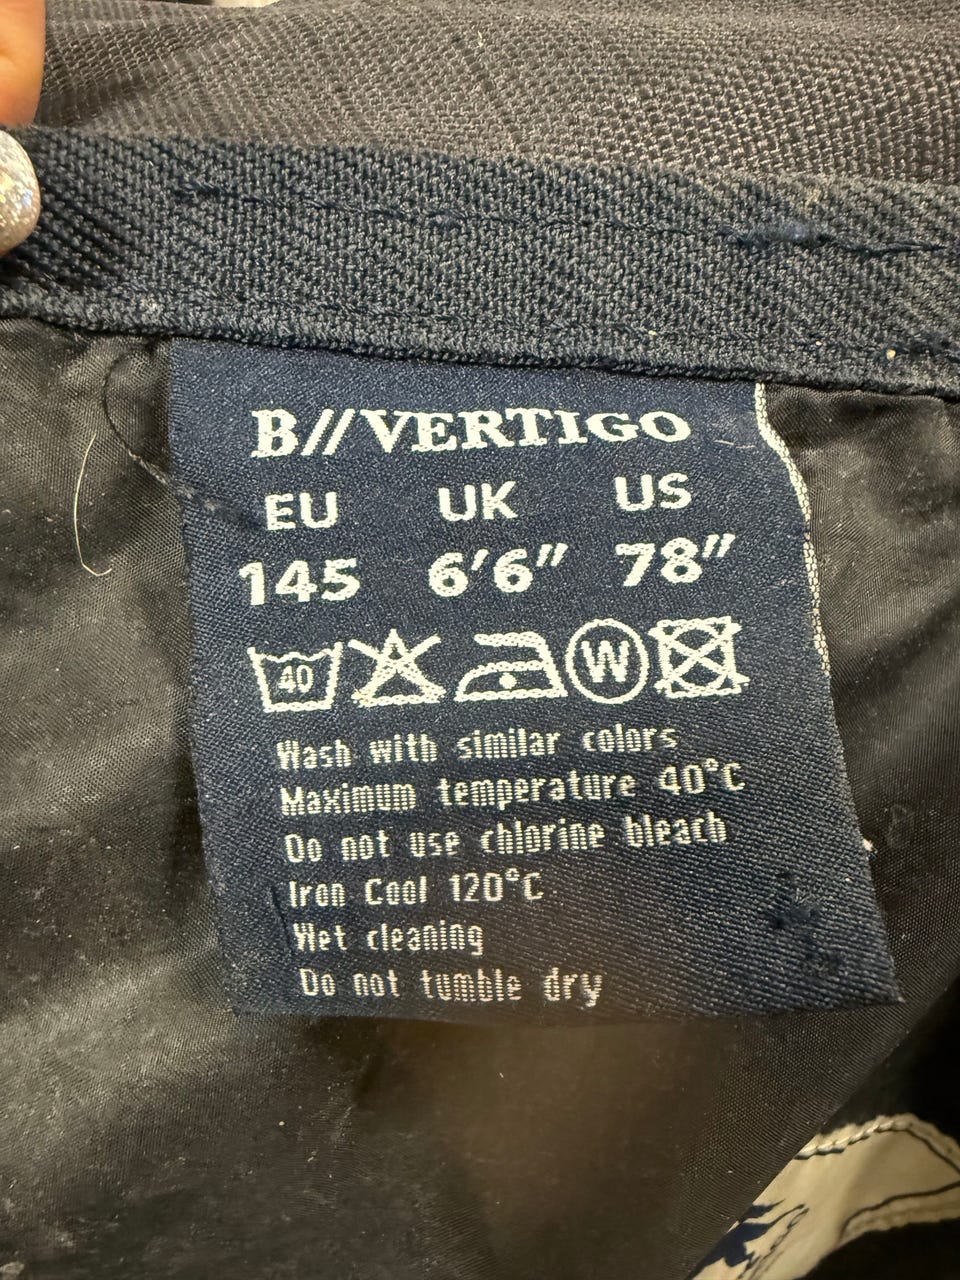 B//VERTIGO
EU UK US
145 6'6" 78"
40 W
Wash with similar colors
Maximum temperature 40°C
Do not use chlorine bleach
Iron Cool 120°C
Wet cleaning
Do not tumble dry